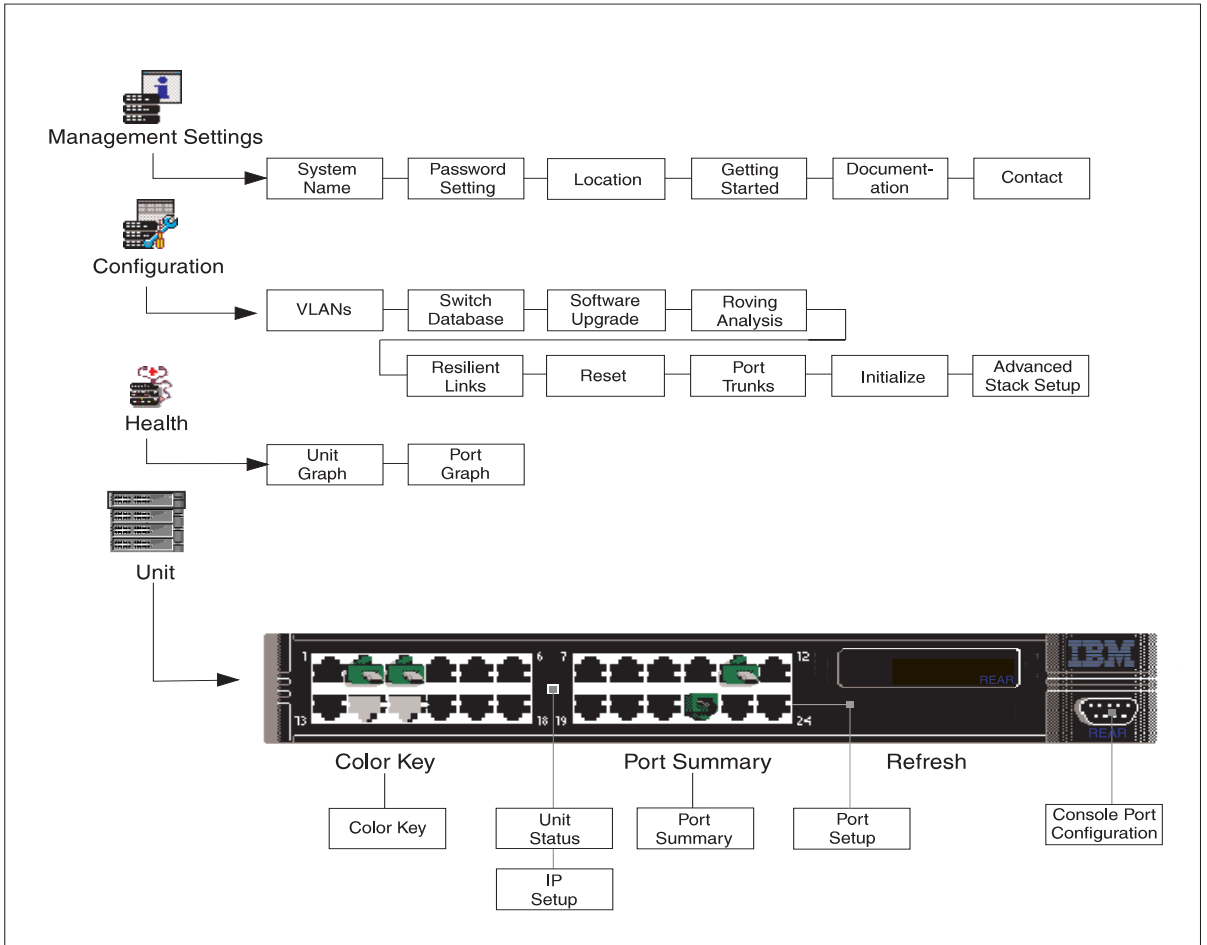 Management Settings
System
Name
Password
Setting
Location
Getting
Started
Document-
ation
Contact
Configuration
VLANs
Switch
Database
Software
Upgrade
Roving
Analysis
Resilient
Links
Reset
Port
Trunks
Initialize
Advanced
Stack Setup
Health
Unit
Graph
Port
Graph
Unit
1 6 7 12
IBM
REAR
13 18 19 24
REAR
Color Key Port Summary Refresh
Color Key
Unit
Status
Port
Summary
Port
Setup
Console Port
Configuration
IP
Setup